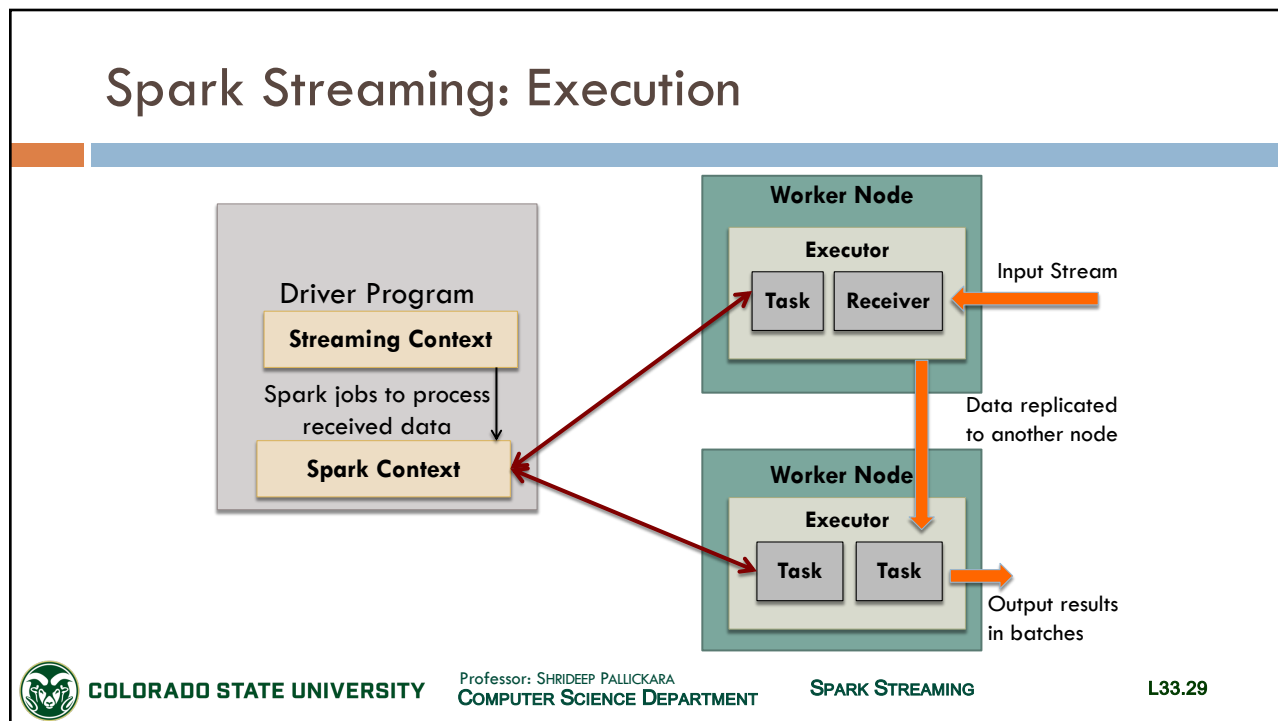 Spark Streaming: Execution
Driver Program
Streaming Context
Spark jobs to process
received data
Spark Context
Worker Node
Executor
Task
Receiver
Input Stream
Data replicated
to another node
Worker Node
Executor
Task
Task
Output results
in batches
COLORADO STATE UNIVERSITY
Professor: SHRIDEEP PALLICKARA
COMPUTER SCIENCE DEPARTMENT
SPARK STREAMING
L33.29